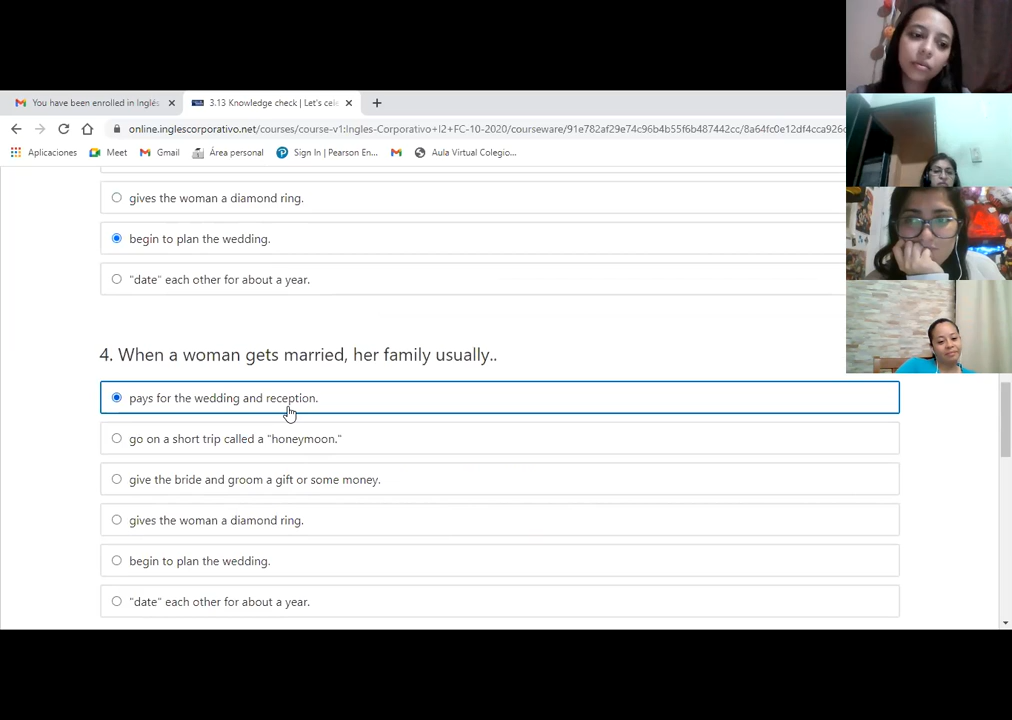 You have been enrolled in Inglés
3.13 Knowledge check | Let's cel
online.inglescorporativo.net/courses/course-v1:Ingles-Corporativo+I2+FC-10-2020/courseware/91e782af29e74c96b4b55f6b487442cc/8a64fc0e12df4cca926
Aplicaciones
Meet
Gmail
Área personal
Sign In | Pearson En...
Aula Virtual Colegio...
gives the woman a diamond ring.
begin to plan the wedding.
"date" each other for about a year.
4. When a woman gets married, her family usually..
pays for the wedding and reception.
go on a short trip called a "honeymoon."
give the bride and groom a gift or some money.
gives the woman a diamond ring.
begin to plan the wedding.
"date" each other for about a year.